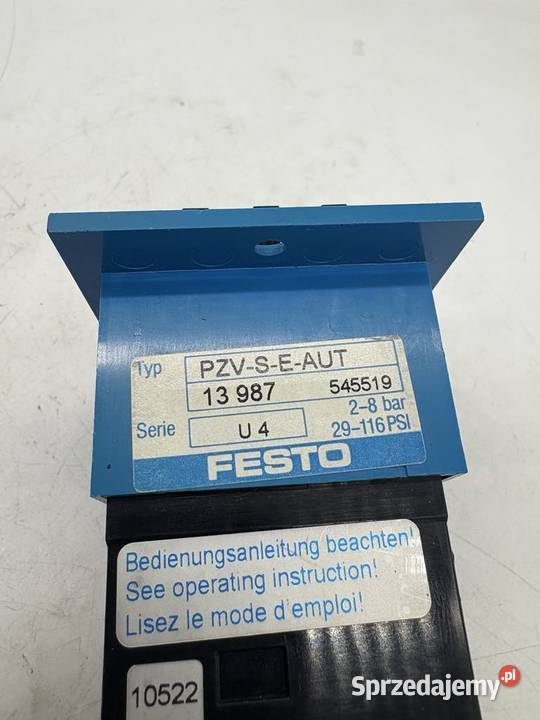 Typ PZV-S-E-AUT
13 987 545519
Serie U 4 2-8 bar
29-116 PSI
FESTO
Bedienungsanleitung beachten!
See operating instruction!
Lisez le mode d'emploi!
10522
Sprzedajemy.pl